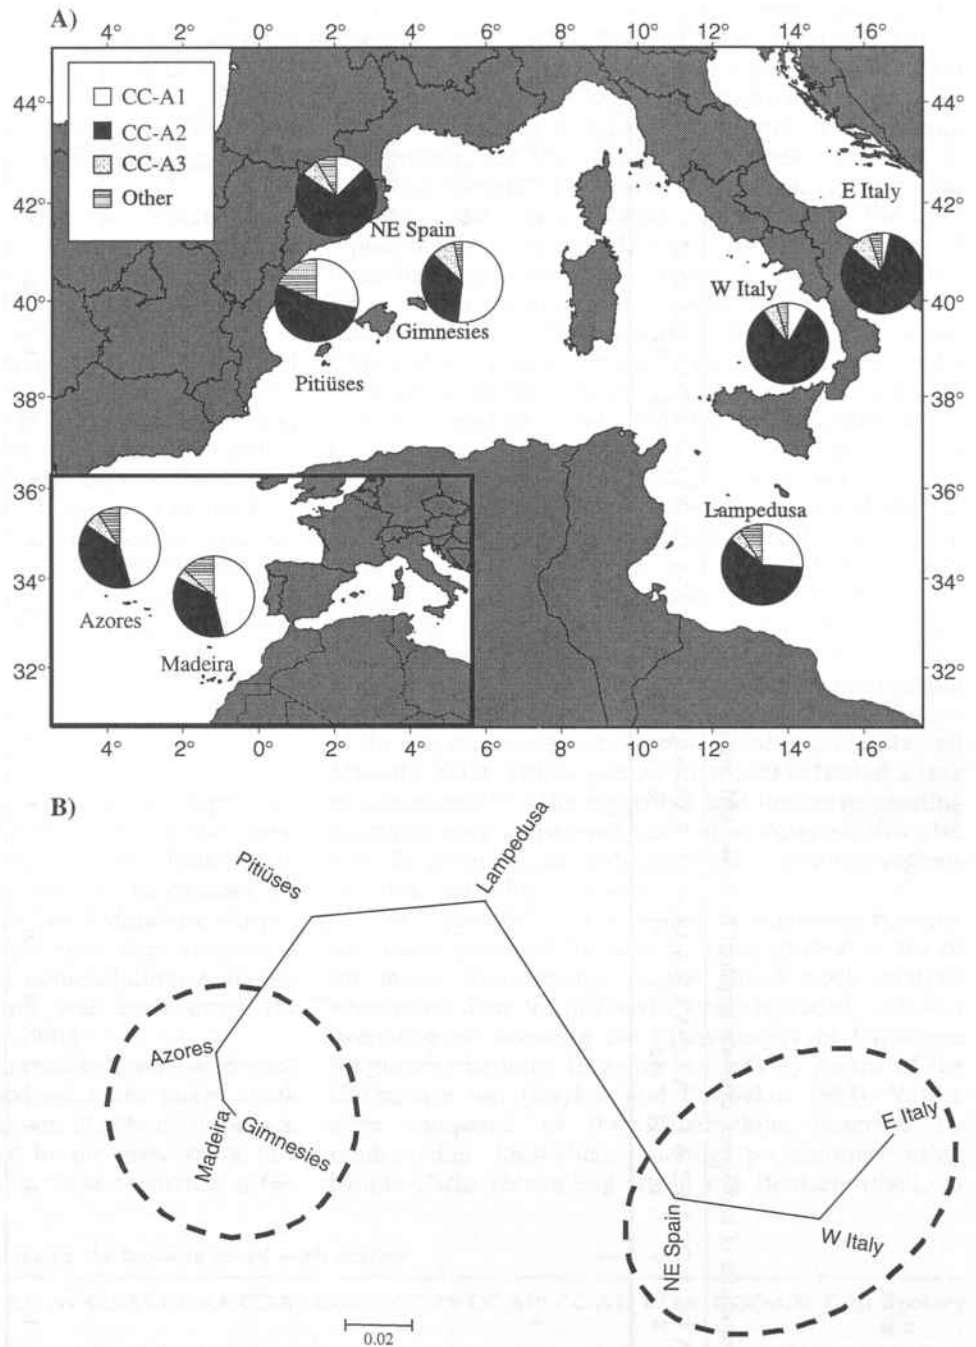 A)
4° 2° 0° 2° 4° 6° 8° 10° 12° 14° 16°
CC-A1
CC-A2
CC-A3
Other
44° 44°
42° 42°
40° 40°
38° 38°
36° 36°
34° 34°
32° 32°
E Italy
NE Spain
W Italy
Gimnesies
Pitiüses
Lampedusa
Azores
Madeira
4° 2° 0° 2° 4° 6° 8° 10° 12° 14° 16°
B)
Pitiüses
Lampedusa
Azores
Madeira
Gimnesies
E Italy
NE Spain
W Italy
0.02